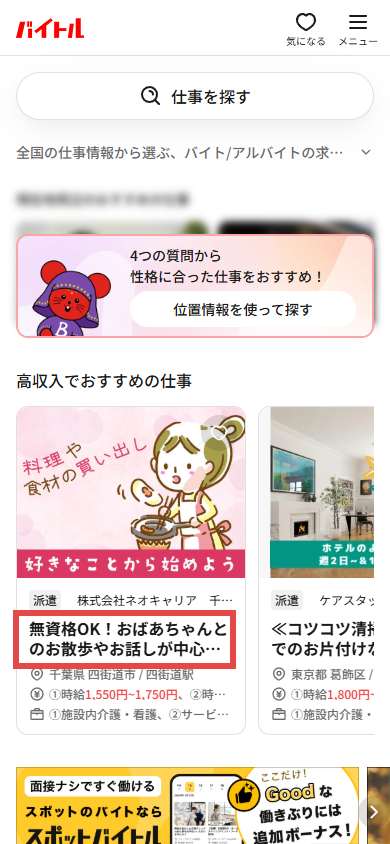 バイトル
気になる
メニュー
仕事を探す
全国の仕事情報から選ぶ、バイト/アルバイトの求…
4つの質問から
性格に合った仕事をおすすめ！
位置情報を使って探す
B
高収入でおすすめの仕事
料理や
食材の買い出し
好きなことから始めよう
派遣 株式会社ネオキャリア 千…
無資格OK！おばあちゃんと
のお散歩やお話しが中心…
千葉県 四街道市 / 四街道駅
①時給1,550円~1,750円、②時…
①施設内介護・看護、②サービ…
ホテルのよ
週2日~&1
派遣 ケアスタッ
≪コツコツ清掃
でのお片付けな
東京都 葛飾区 /
①時給1,800円~
①施設内介護・
面接ナシですぐ働ける
スポットのバイトなら
スポットバイトル
ここだけ！
Goodな
働きぶりには
追加ボーナス！